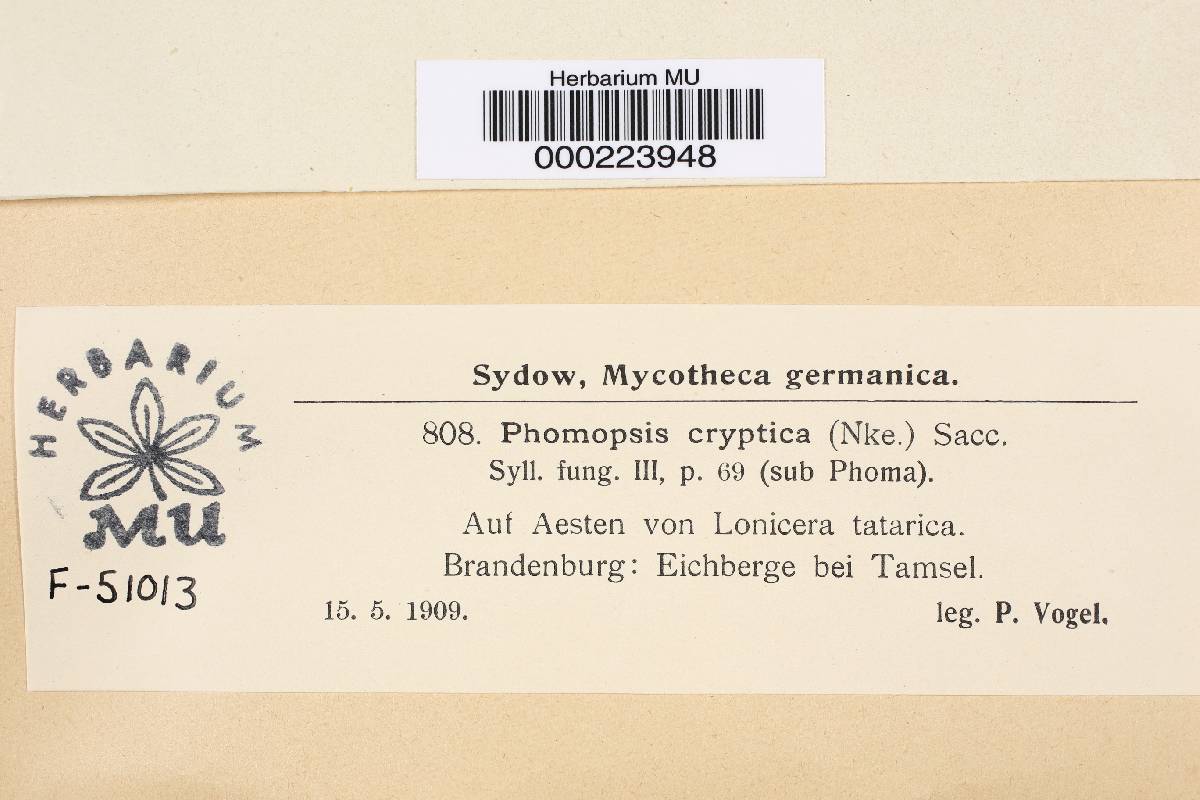 Herbarium MU
000223948
HERBARIUM
MU
F-51013
Sydow, Mycotheca germanica.
808. Phomopsis cryptica (Nke.) Sacc.
Syll. fung. III, p. 69 (sub Phoma).
Auf Aesten von Lonicera tatarica.
Brandenburg: Eichberge bei Tamsel.
15. 5. 1909. leg. P. Vogel.